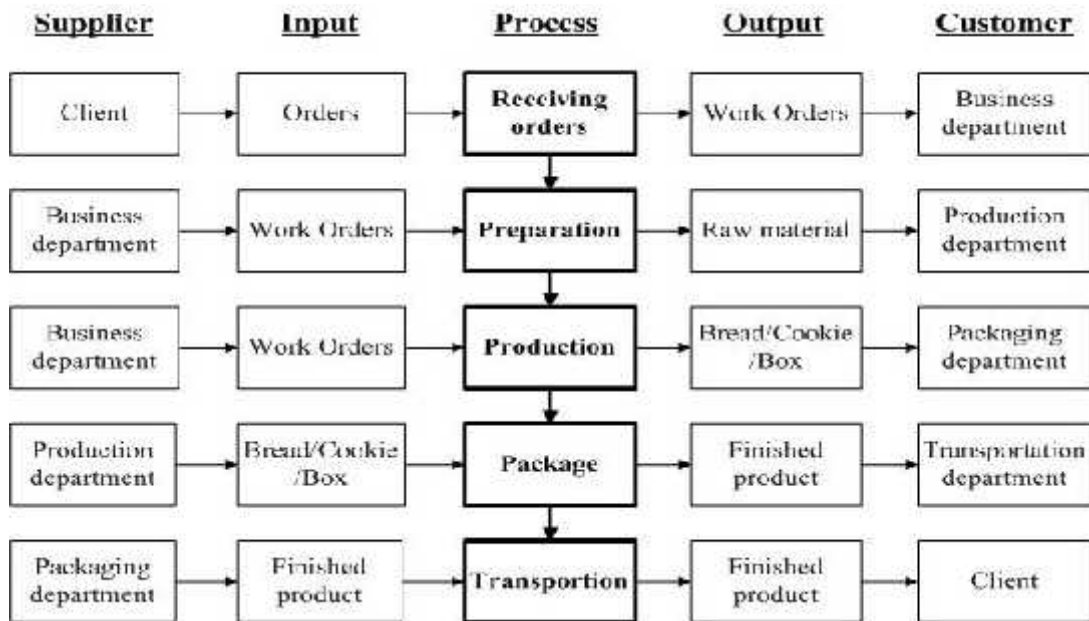 Supplier
Input
Process
Output
Customer
Client
Orders
Receiving
orders
Work Orders
Business
department
Business
department
Work Orders
Preparation
Raw material
Production
department
Business
department
Work Orders
Production
Bread/Cookie
/Box
Packaging
department
Production
department
Bread/Cookie
/Box
Package
Finished
product
Transportation
department
Packaging
department
Finished
product
Transportion
Finished
product
Client